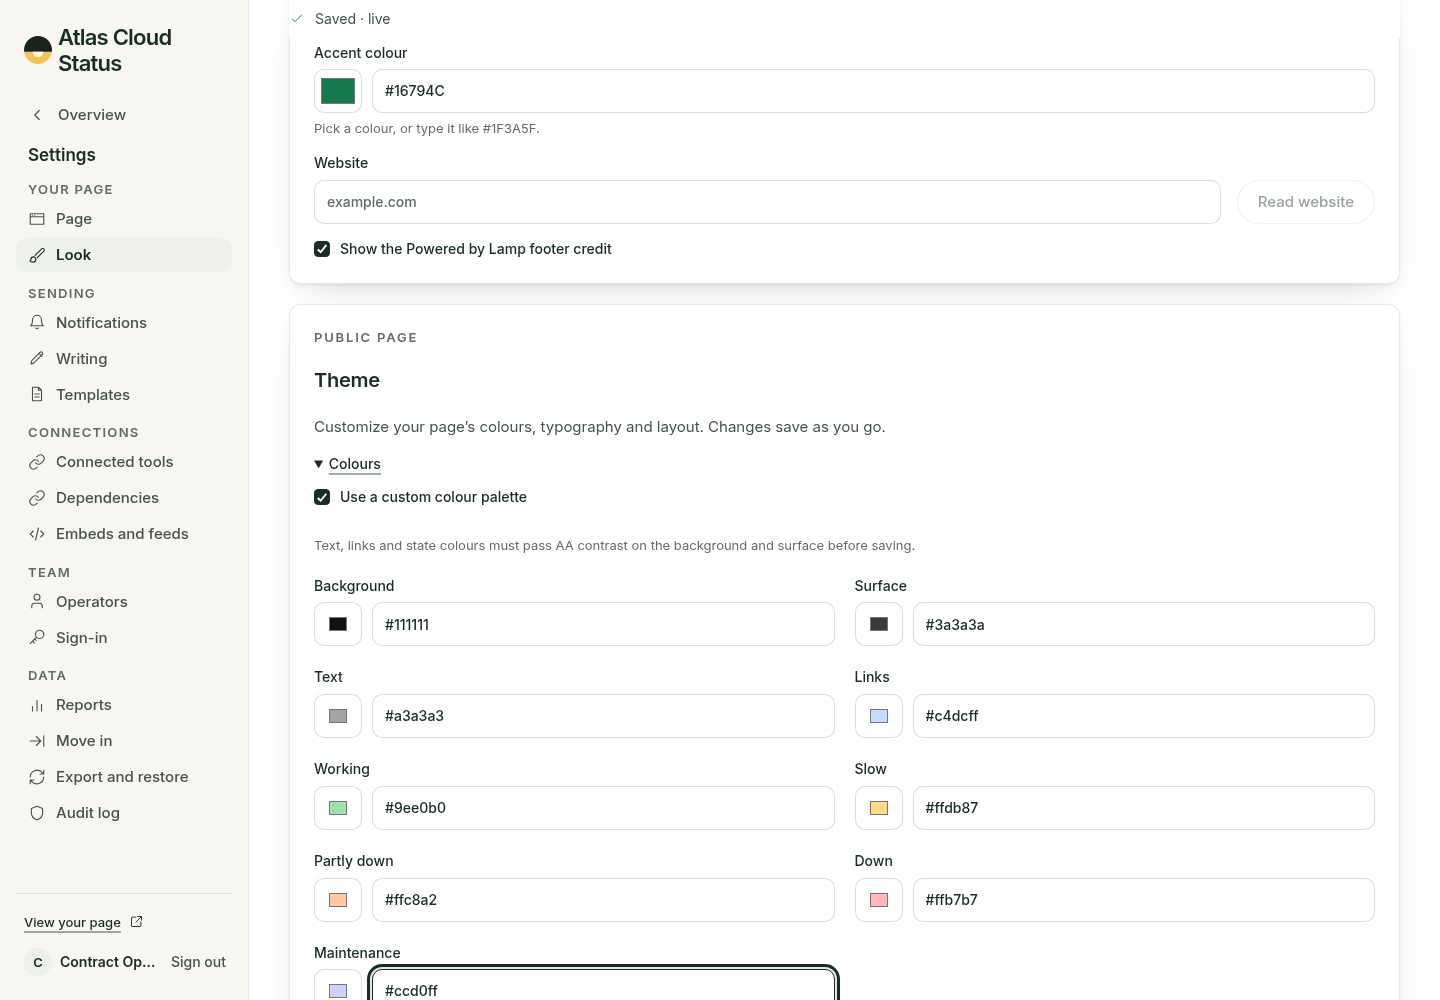 Atlas Cloud
Status
Overview
Settings
YOUR PAGE
Page
Look
SENDING
Notifications
Writing
Templates
CONNECTIONS
Connected tools
Dependencies
Embeds and feeds
TEAM
Operators
Sign-in
DATA
Reports
Move in
Export and restore
Audit log
View your page
C Contract Op... Sign out
Saved · live
Accent colour
#16794C
Pick a colour, or type it like #1F3A5F.
Website
example.com Read website
Show the Powered by Lamp footer credit
PUBLIC PAGE
Theme
Customize your page’s colours, typography and layout. Changes save as you go.
Colours
Use a custom colour palette
Text, links and state colours must pass AA contrast on the background and surface before saving.
Background Surface
#111111 #3a3a3a
Text Links
#a3a3a3 #c4dcff
Working Slow
#9ee0b0 #ffdb87
Partly down Down
#ffc8a2 #ffb7b7
Maintenance
#ccd0ff